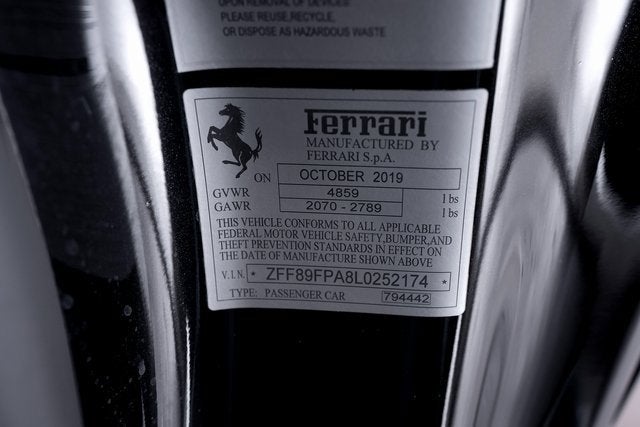 UPON REMOVAL OF DEVICES
PLEASE REUSE,RECYCLE,
OR DISPOSE AS HAZARDOUS WASTE
Ferrari
MANUFACTURED BY
FERRARI S.p.A.
ON OCTOBER 2019
GVWR 4859 lbs
GAWR 2070 - 2789 lbs
THIS VEHICLE CONFORMS TO ALL APPLICABLE
FEDERAL MOTOR VEHICLE SAFETY,BUMPER,AND
THEFT PREVENTION STANDARDS IN EFFECT ON
THE DATE OF MANUFACTURE SHOWN ABOVE
V.I.N. * ZFF89FPA8L0252174 *
TYPE: PASSENGER CAR 794442